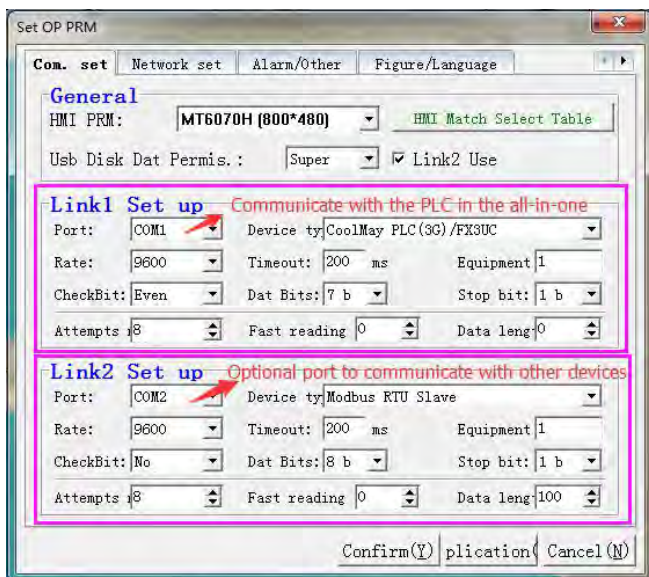 Set OP PRM
Com. set Network set Alarm/Other Figure/Language
General
HMI PRM: MT6070H (800*480) HMI Match Select Table
Usb Disk Dat Permis.: Super Link2 Use
Link1 Set up Communicate with the PLC in the all-in-one
Port: COM1 Device ty CoolMay PLC(3G)/FX3UC
Rate: 9600 Timeout: 200 ms Equipment 1
CheckBit: Even Dat Bits: 7 b Stop bit: 1 b
Attempts 8 Fast reading 0 Data leng 0
Link2 Set up Optional port to communicate with other devices
Port: COM2 Device ty Modbus RTU Slave
Rate: 9600 Timeout: 200 ms Equipment 1
CheckBit: No Dat Bits: 8 b Stop bit: 1 b
Attempts 8 Fast reading 0 Data leng 100
Confirm(Y) plication( Cancel(N)